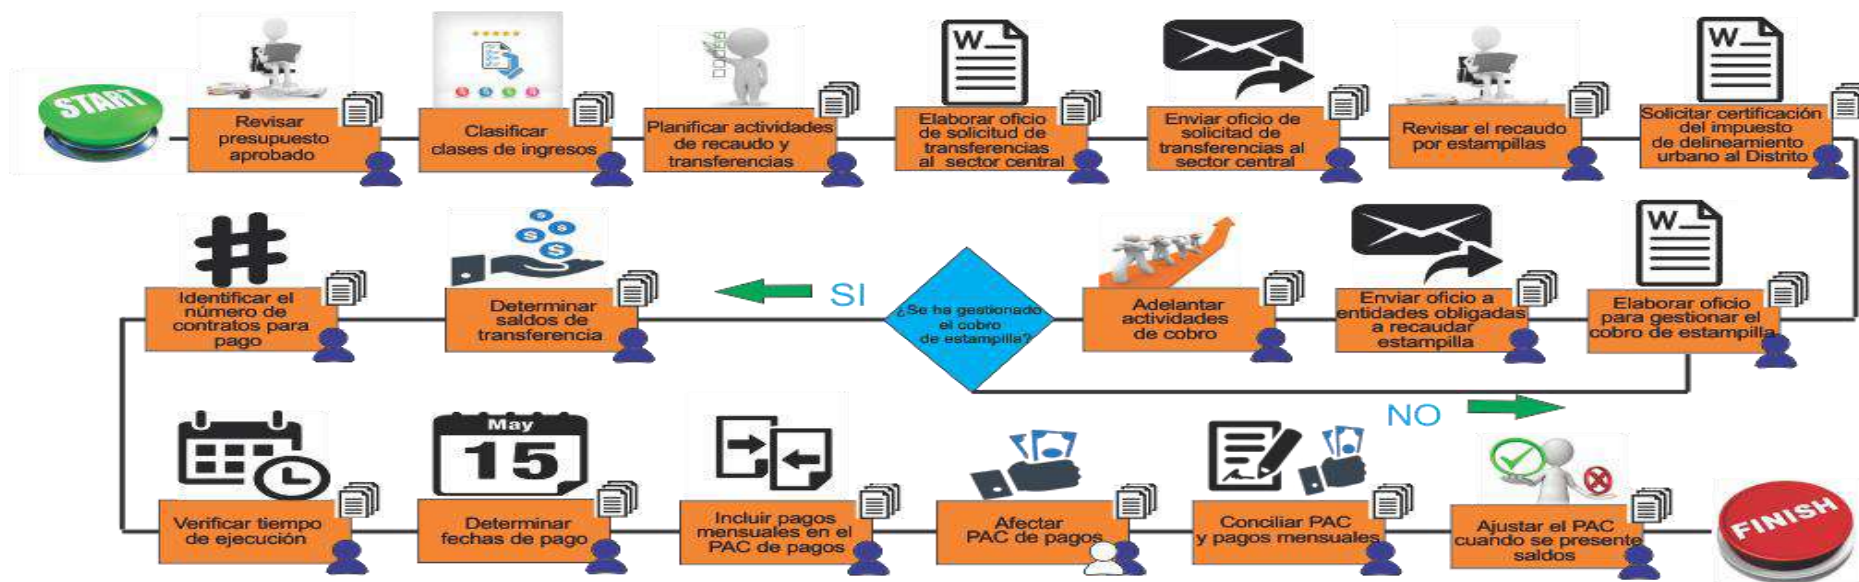 START
Revisar
presupuesto
aprobado
Clasificar
clases de ingresos
Planificar actividades
de recaudo y
transferencias
W
Elaborar oficio
de solicitud de
transferencias
al sector central
Enviar oficio de
solicitad de
transferencias al
sector central
Revisar el recaudo
por estampillas
W
Solicitar certificación
del impuesto
de delineamiento
urbano al Distrito
W
Elaborar oficio
para gestionar el
cobro de estampilla
Enviar oficio a
entidades obligadas
a recaudar
estampilla
Adelantar
actividades
de cobro
¿Se ha gestionado
el cobro
de estampilla?
SI
NO
Determinar
saldos de
transferencia
#
Identificar el
número de
contratos para
pago
Verificar tiempo
de ejecución
May
15
Determinar
fechas de pago
Incluir pagos
mensuales en el
PAC de pagos
Afectar
PAC de pagos
Conciliar PAC
y pagos mensuales
Ajustar el PAC
cuando se presente
saldos
FINISH